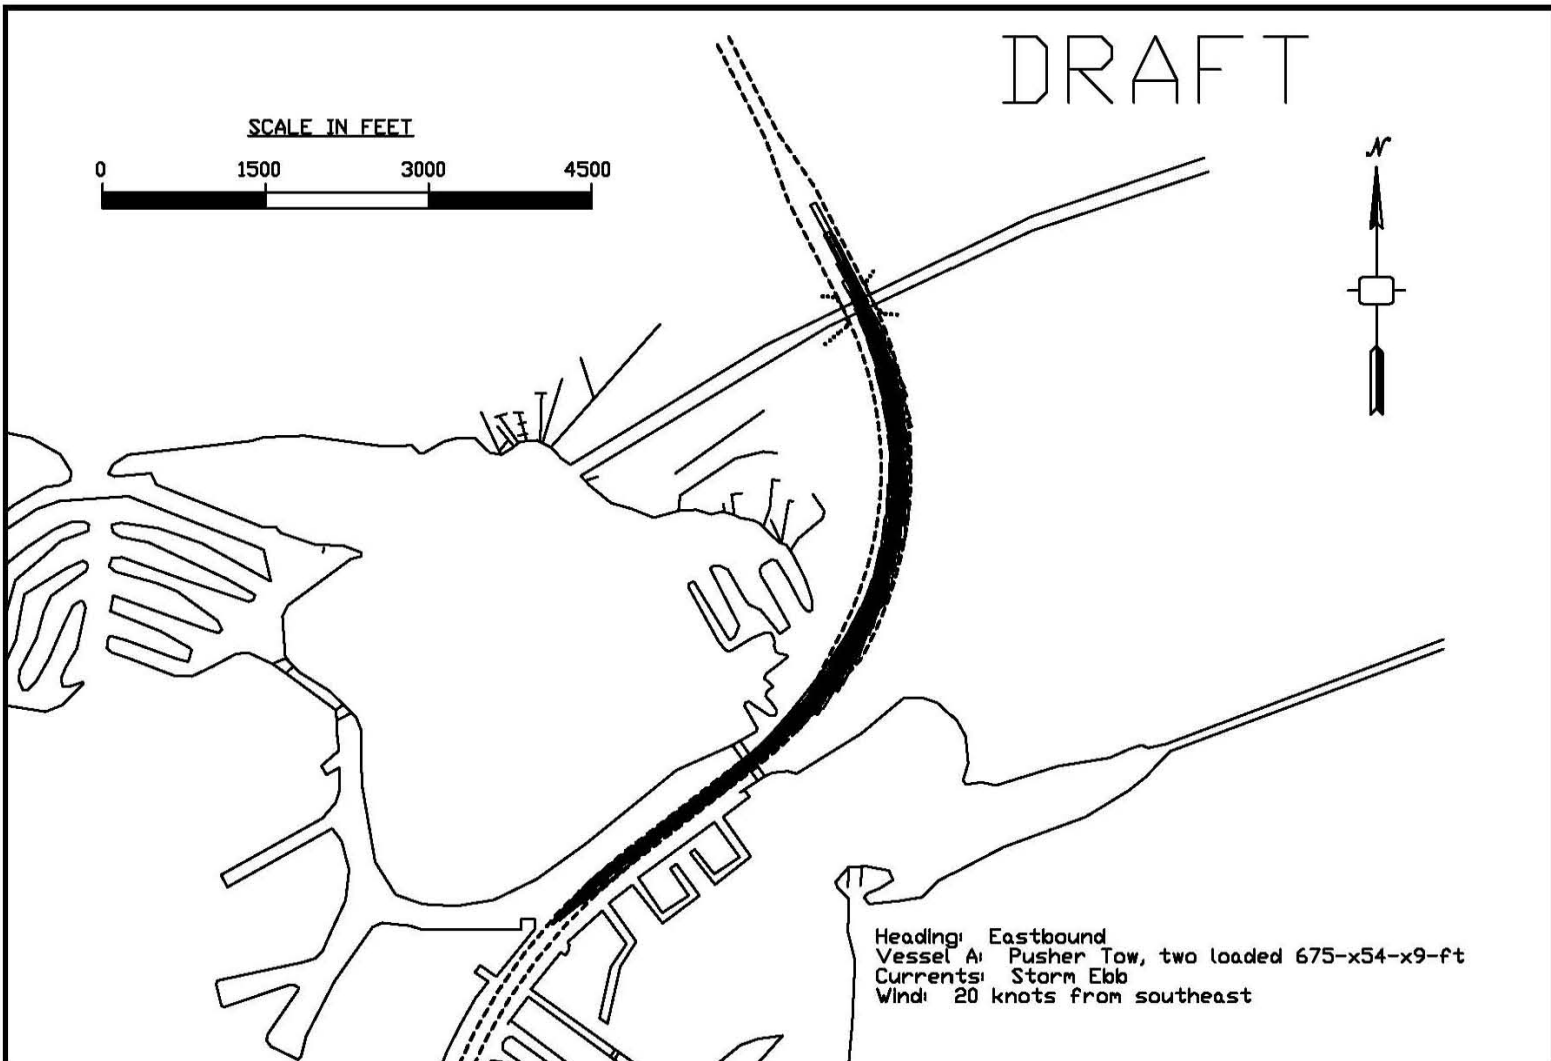 DRAFT
SCALE IN FEET
0 1500 3000 4500
N
Heading: Eastbound
Vessel A: Pusher Tow, two loaded 675-x54-x9-ft
Currents: Storm Ebb
Wind: 20 knots from southeast